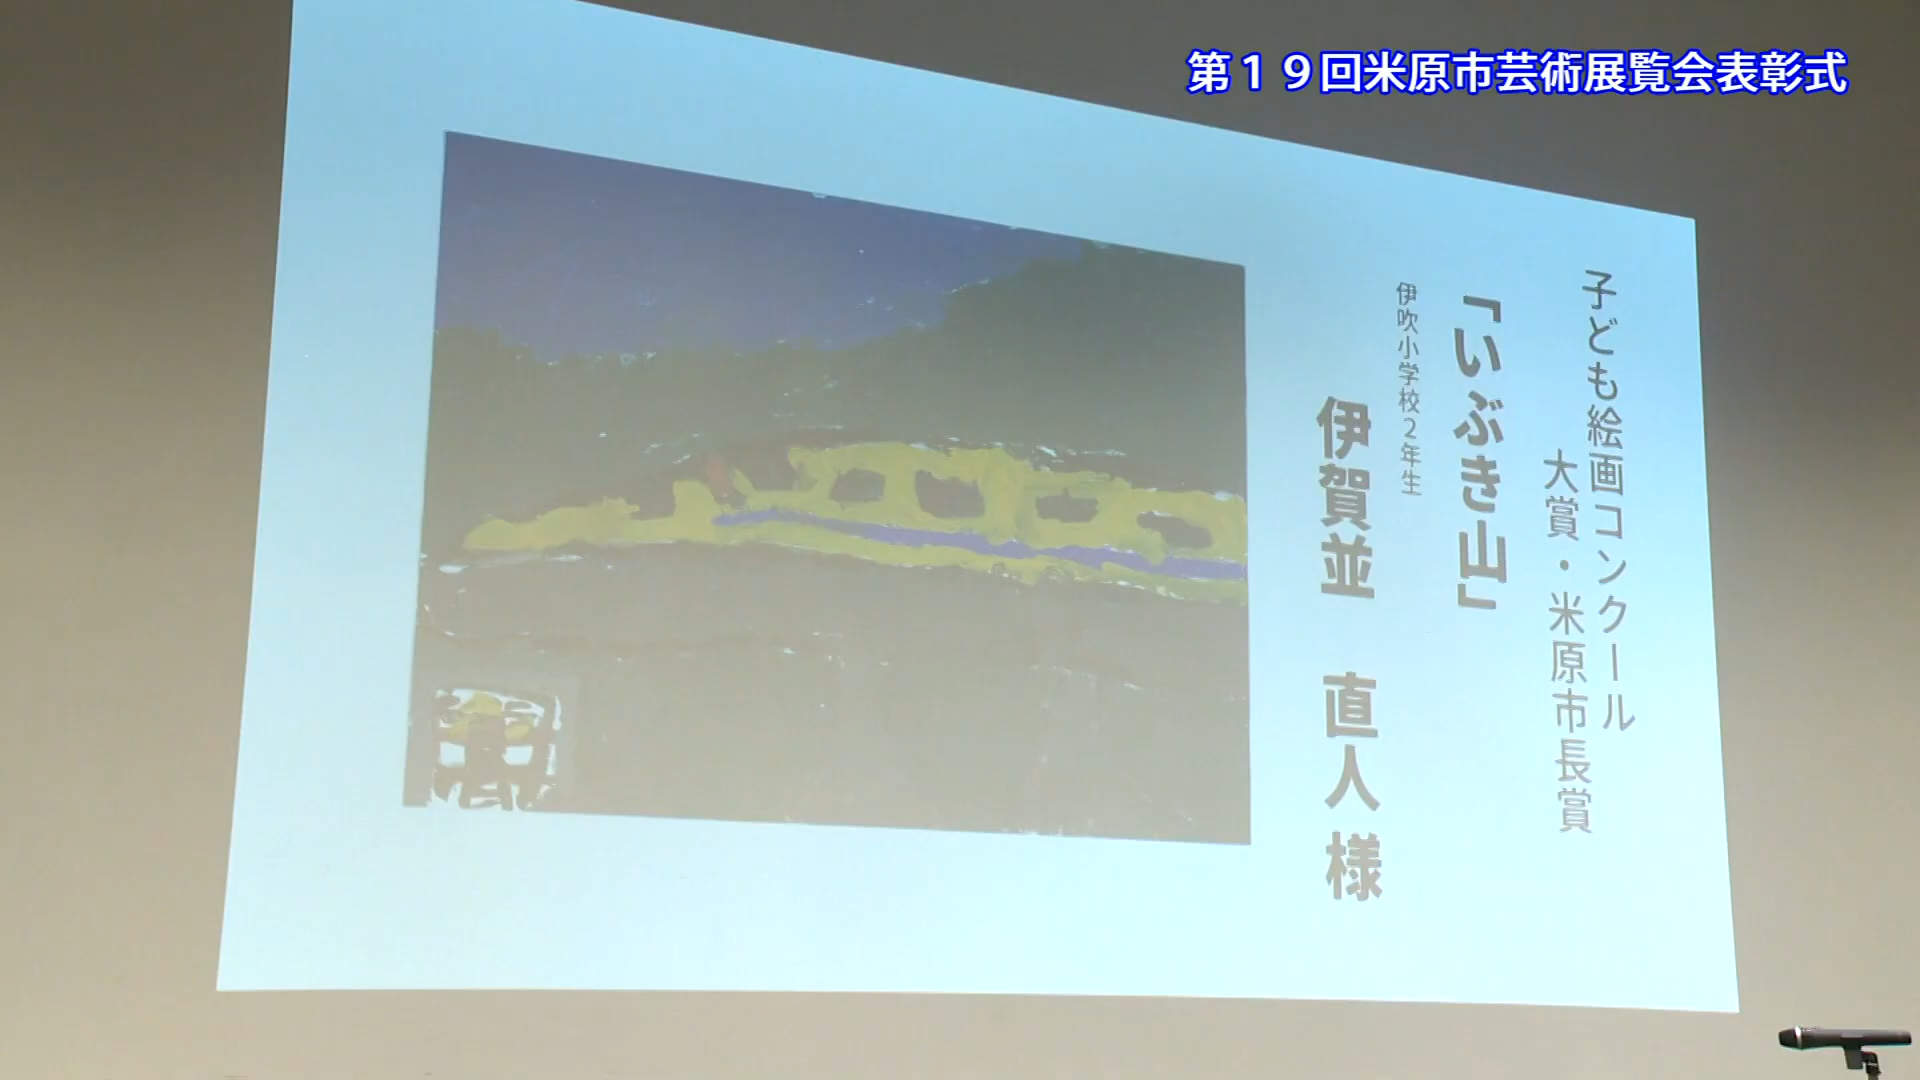 第１９回米原市芸術展覧会表彰式
子ども絵画コンクール
大賞・米原市長賞
「いぶき山」
伊吹小学校２年生
伊賀並　直人 様